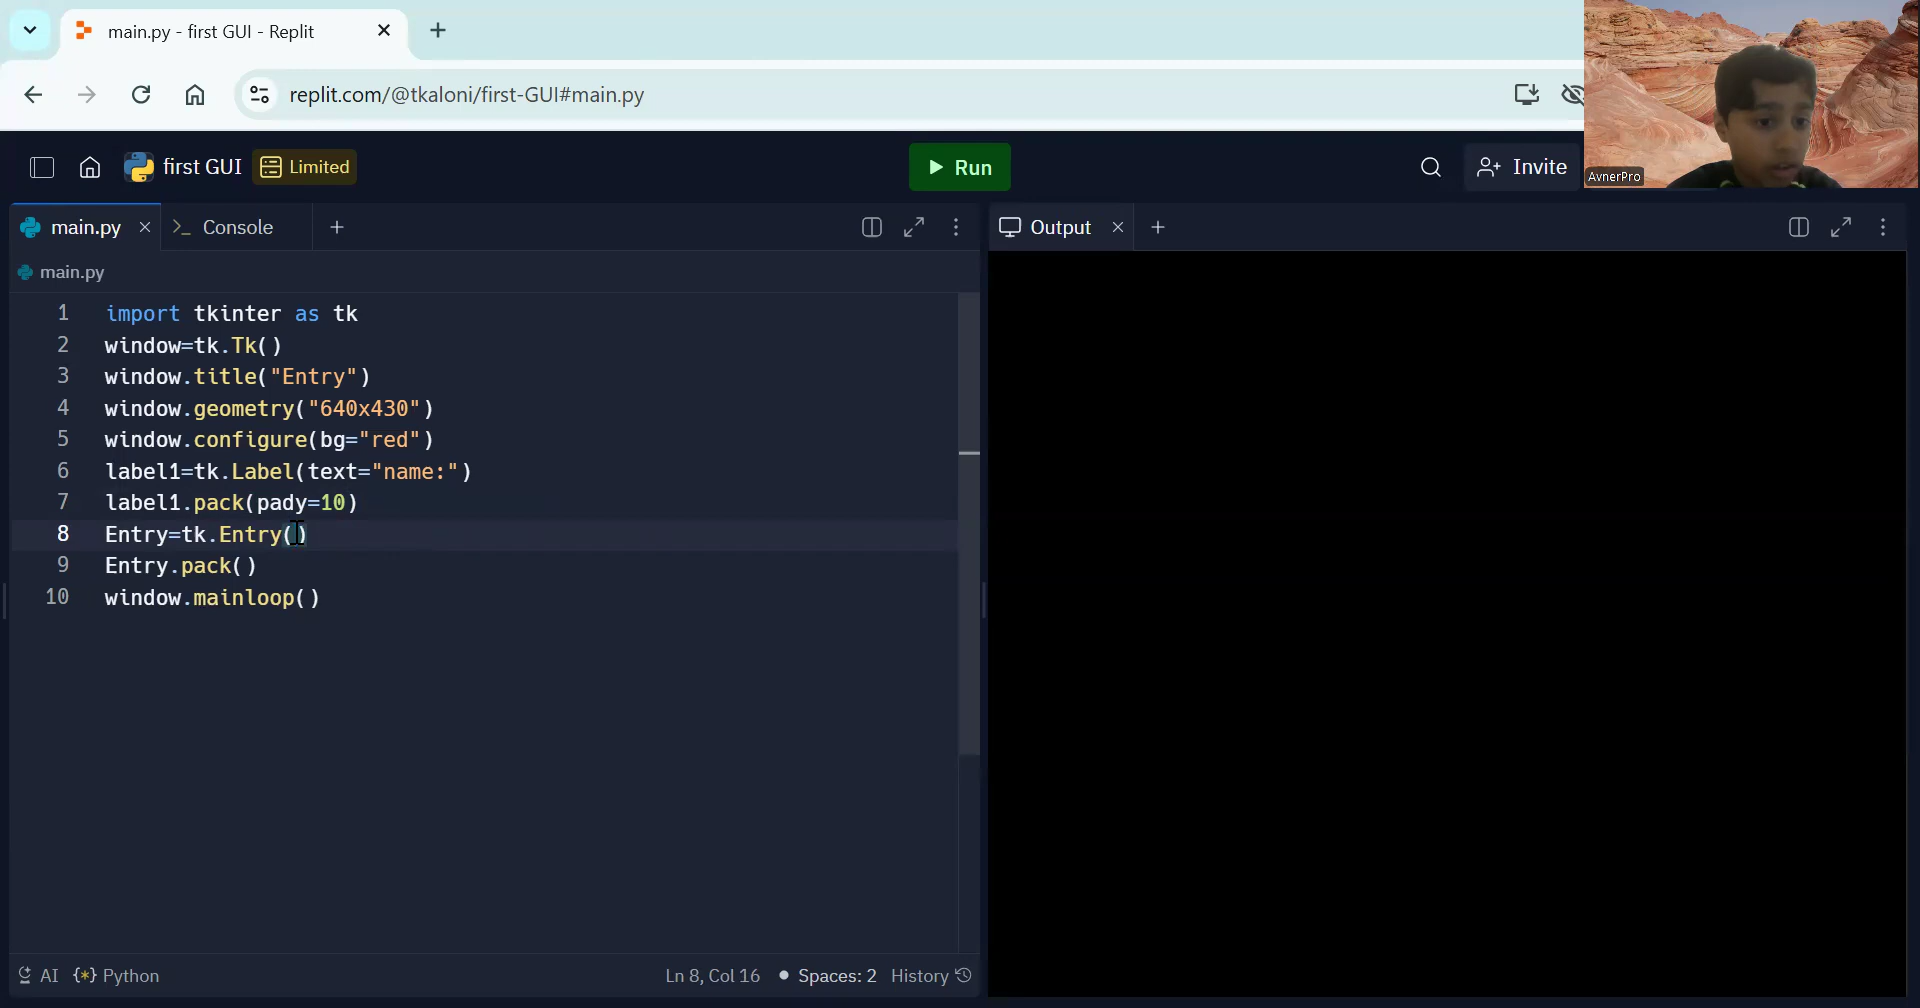 main.py - first GUI - Replit
replit.com/@tkaloni/first-GUI#main.py
first GUI
Limited
Run
Invite
AvnerPro
main.py
Console
Output
main.py
1 import tkinter as tk
2 window=tk.Tk()
3 window.title("Entry")
4 window.geometry("640x430")
5 window.configure(bg="red")
6 label1=tk.Label(text="name:")
7 label1.pack(pady=10)
8 Entry=tk.Entry()
9 Entry.pack()
10 window.mainloop()
AI {*} Python Ln 8, Col 16 Spaces: 2 History